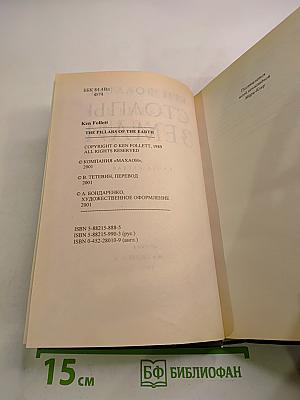 ББК 84.4Вл
Ф79
Ken Follett
THE PILLARS OF THE EARTH
COPYRIGHT © KEN FOLLETT, 1989
ALL RIGHTS RESERVED
© КОМПАНИЯ «МАХАОН»,
2001
© В. ТЕТЕВИН, ПЕРЕВОД
2001
© А. БОНДАРЕНКО,
ХУДОЖЕСТВЕННОЕ ОФОРМЛЕНИЕ
2001
ISBN 5-88215-888-5
ISBN 5-88215-990-3 (рус.)
ISBN 0-452-28010-9 (англ.)
15 см
БФ БИБЛИОФАН